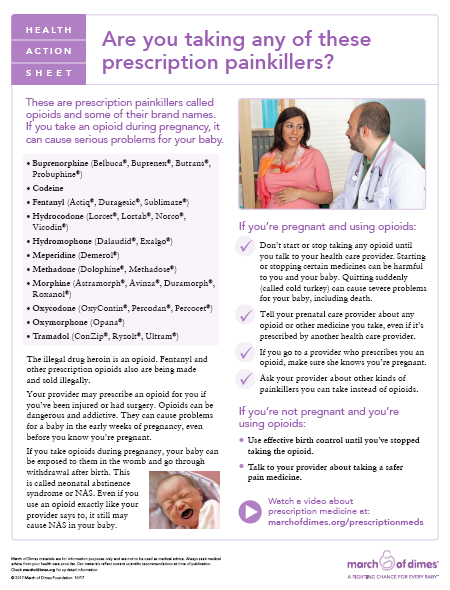 HEALTH
ACTION
SHEET
Are you taking any of these
prescription painkillers?
These are prescription painkillers called
opioids and some of their brand names.
If you take an opioid during pregnancy, it
can cause serious problems for your baby.
• Buprenorphine (Belbuca®, Buprenex®, Butrans®,
Probuphine®)
• Codeine
• Fentanyl (Actiq®, Duragesic®, Sublimaze®)
• Hydrocodone (Lorcet®, Lortab®, Norco®,
Vicodin®)
• Hydromophone (Dalaudid®, Exalgo®)
• Meperidine (Demerol®)
• Methadone (Dolophine®, Methadose®)
• Morphine (Astramorph®, Avinza®, Duramorph®,
Roxanol®)
• Oxycodone (OxyContin®, Percodan®, Percocet®)
• Oxymorphone (Opana®)
• Tramadol (ConZip®, Ryzolt®, Ultram®)
The illegal drug heroin is an opioid. Fentanyl and
other prescription opioids also are being made
and sold illegally.
Your provider may prescribe an opioid for you if
you've been injured or had surgery. Opioids can be
dangerous and addictive. They can cause problems
for a baby in the early weeks of pregnancy, even
before you know you're pregnant.
If you take opioids during pregnancy, your baby can
be exposed to them in the womb and go through
withdrawal after birth. This
is called neonatal abstinence
syndrome or NAS. Even if you
use an opioid exactly like your
provider says to, it still may
cause NAS in your baby.
If you're pregnant and using opioids:
Don't start or stop taking any opioid until
you talk to your health care provider. Starting
or stopping certain medicines can be harmful
to you and your baby. Quitting suddenly
(called cold turkey) can cause severe problems
for your baby, including death.
Tell your prenatal care provider about any
opioid or other medicine you take, even if it's
prescribed by another health care provider.
If you go to a provider who prescribes you an
opioid, make sure she knows you're pregnant.
Ask your provider about other kinds of
painkillers you can take instead of opioids.
If you're not pregnant and you're
using opioids:
• Use effective birth control until you've stopped
taking the opioid.
• Talk to your provider about taking a safer
pain medicine.
Watch a video about
prescription medicine at:
marchofdimes.org/prescriptionmeds
March of Dimes materials are for information purposes only and are not to be used as medical advice. Always seek medical
advice from your health care provider. Our materials reflect current scientific recommendations at time of publication.
Check marchofdimes.org for updated information.
© 2017 March of Dimes Foundation 10/17
march of dimes®
A FIGHTING CHANCE FOR EVERY BABY™